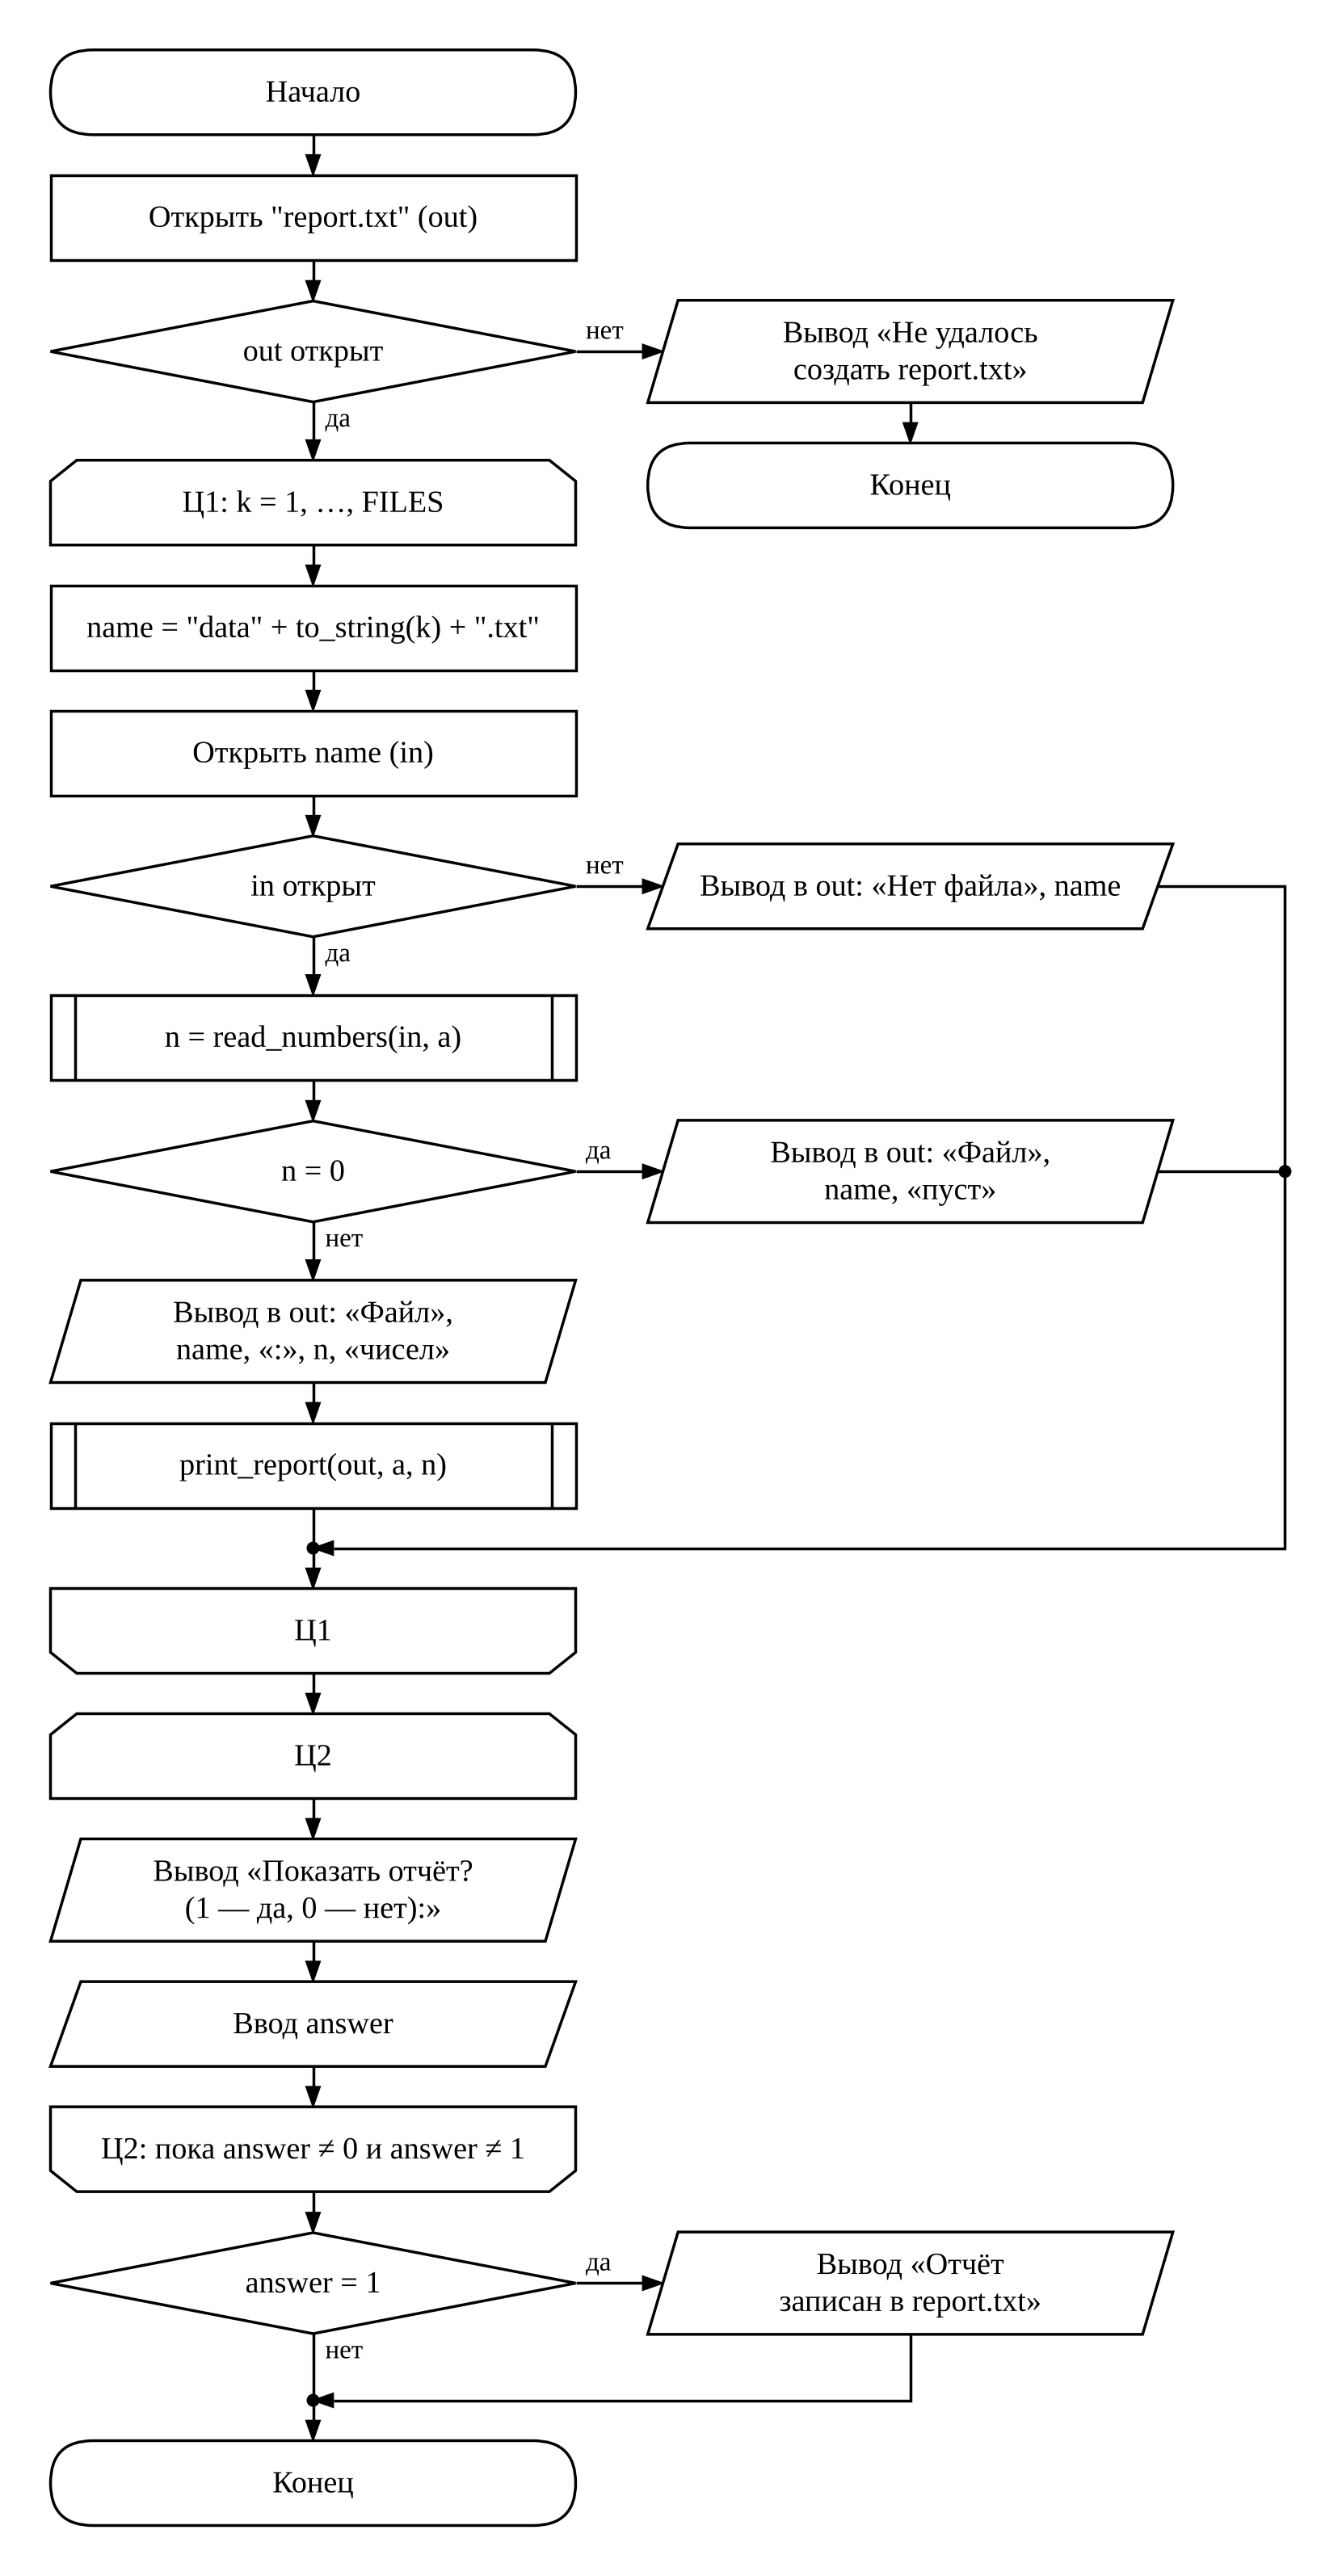 Начало
Открыть "report.txt" (out)
out открыт
нет
Вывод «Не удалось
создать report.txt»
да
Конец
Ц1: k = 1, …, FILES
name = "data" + to_string(k) + ".txt"
Открыть name (in)
in открыт
нет
Вывод в out: «Нет файла», name
да
n = read_numbers(in, a)
n = 0
да
Вывод в out: «Файл»,
name, «пуст»
нет
Вывод в out: «Файл»,
name, «:», n, «чисел»
print_report(out, a, n)
Ц1
Ц2
Вывод «Показать отчёт?
(1 — да, 0 — нет):»
Ввод answer
Ц2: пока answer ≠ 0 и answer ≠ 1
answer = 1
да
Вывод «Отчёт
записан в report.txt»
нет
Конец